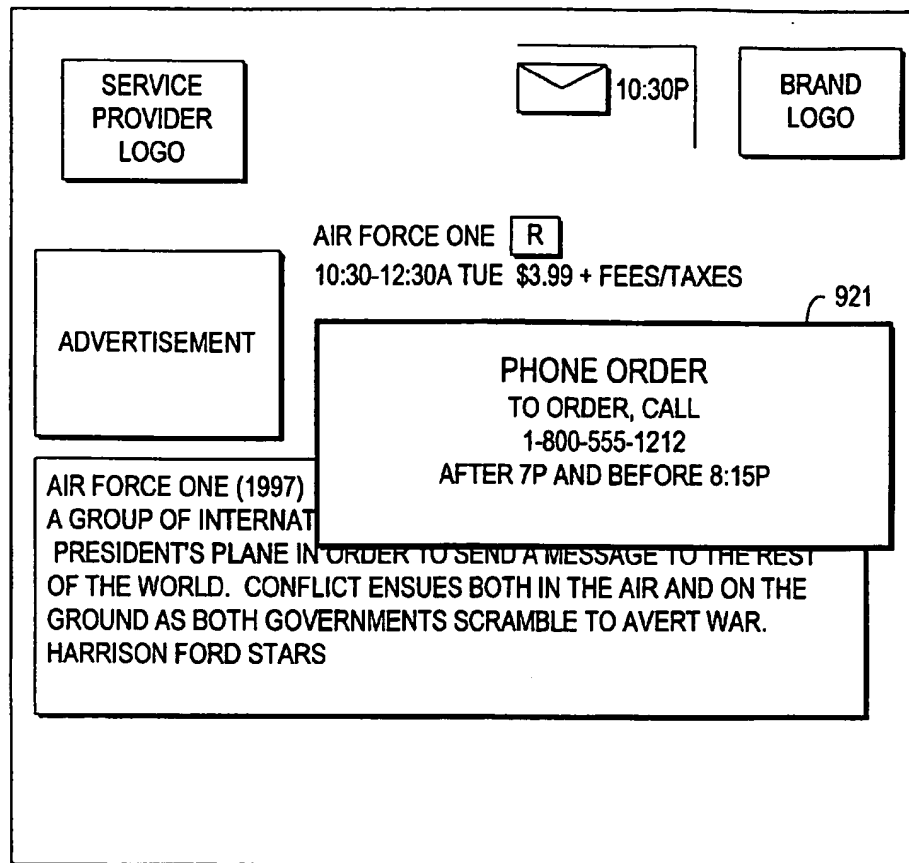 SERVICE
PROVIDER
LOGO
10:30P
BRAND
LOGO
AIR FORCE ONE R
10:30-12:30A TUE $3.99 + FEES/TAXES
921
ADVERTISEMENT
PHONE ORDER
TO ORDER, CALL
1-800-555-1212
AFTER 7P AND BEFORE 8:15P
AIR FORCE ONE (1997)
A GROUP OF INTERNAT
PRESIDENT'S PLANE IN ORDER TO SEND A MESSAGE TO THE REST
OF THE WORLD. CONFLICT ENSUES BOTH IN THE AIR AND ON THE
GROUND AS BOTH GOVERNMENTS SCRAMBLE TO AVERT WAR.
HARRISON FORD STARS